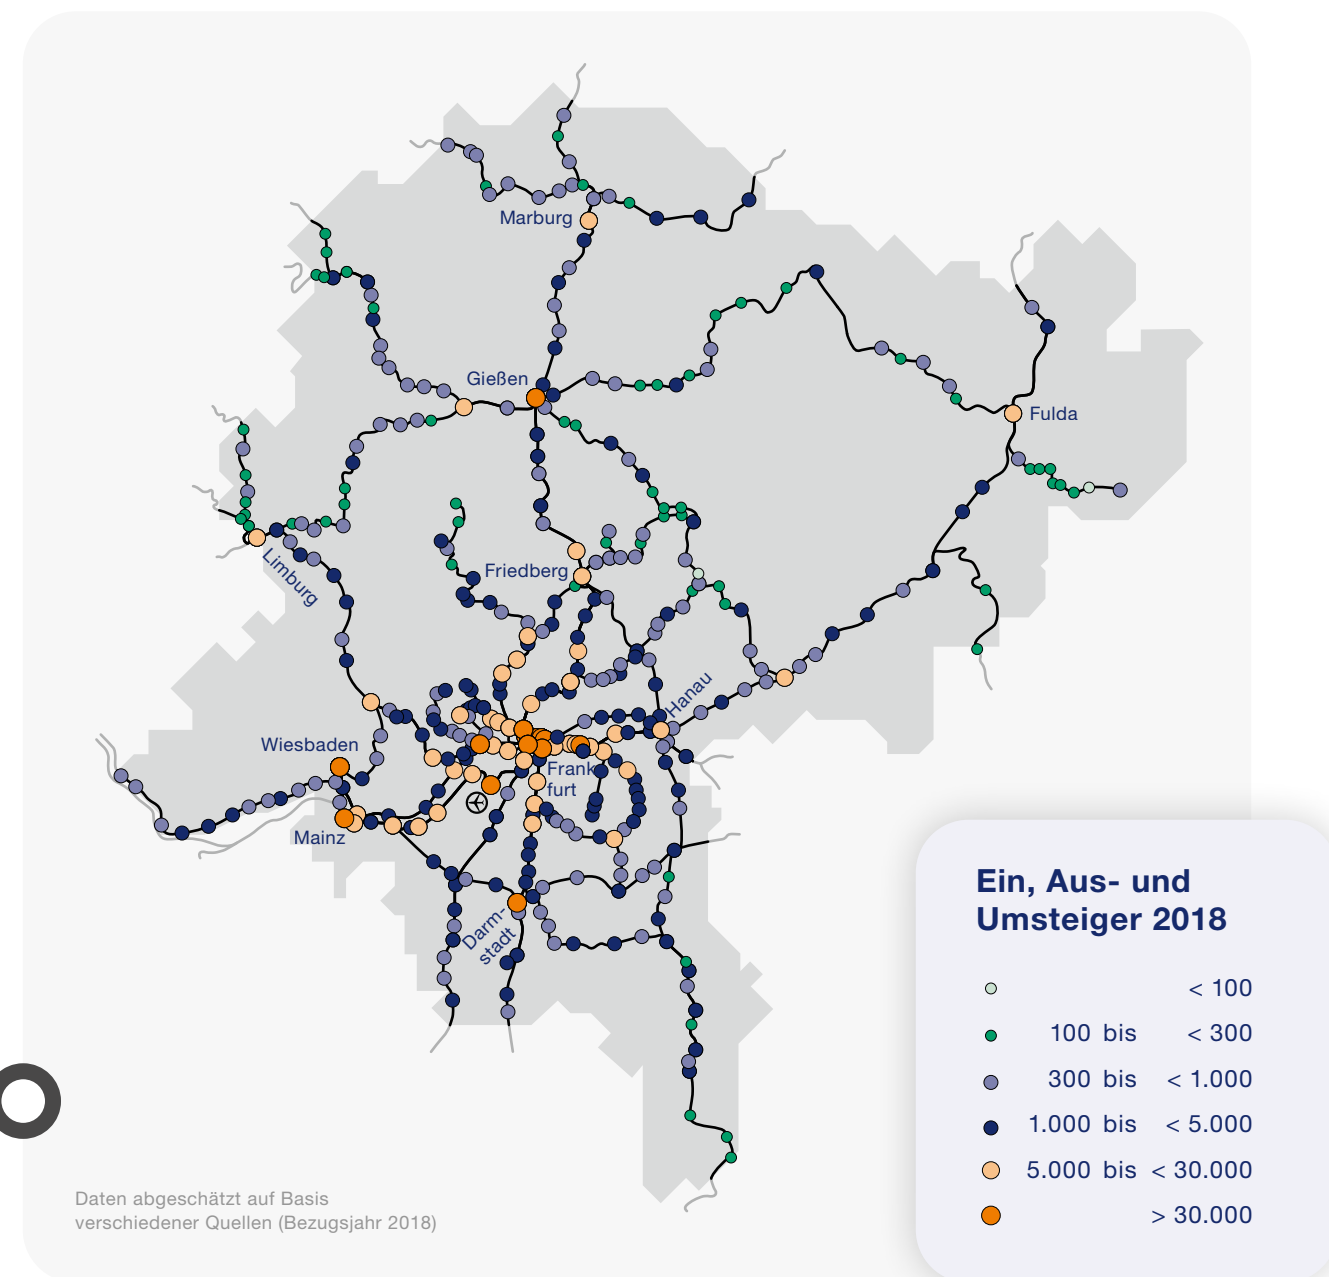 Marburg
Gießen
Fulda
Limburg
Friedberg
Hanau
Wiesbaden
Frank
furt
Mainz
Darm-
stadt
Ein, Aus- und
Umsteiger 2018
< 100
100 bis < 300
300 bis < 1.000
1.000 bis < 5.000
5.000 bis < 30.000
> 30.000
Daten abgeschätzt auf Basis
verschiedener Quellen (Bezugsjahr 2018)